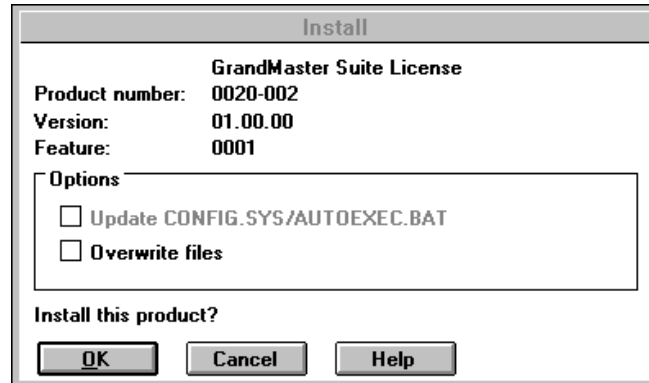 Install
GrandMaster Suite License
Product number: 0020-002
Version: 01.00.00
Feature: 0001
Options
Update CONFIG.SYS/AUTOEXEC.BAT
Overwrite files
Install this product?
OK Cancel Help